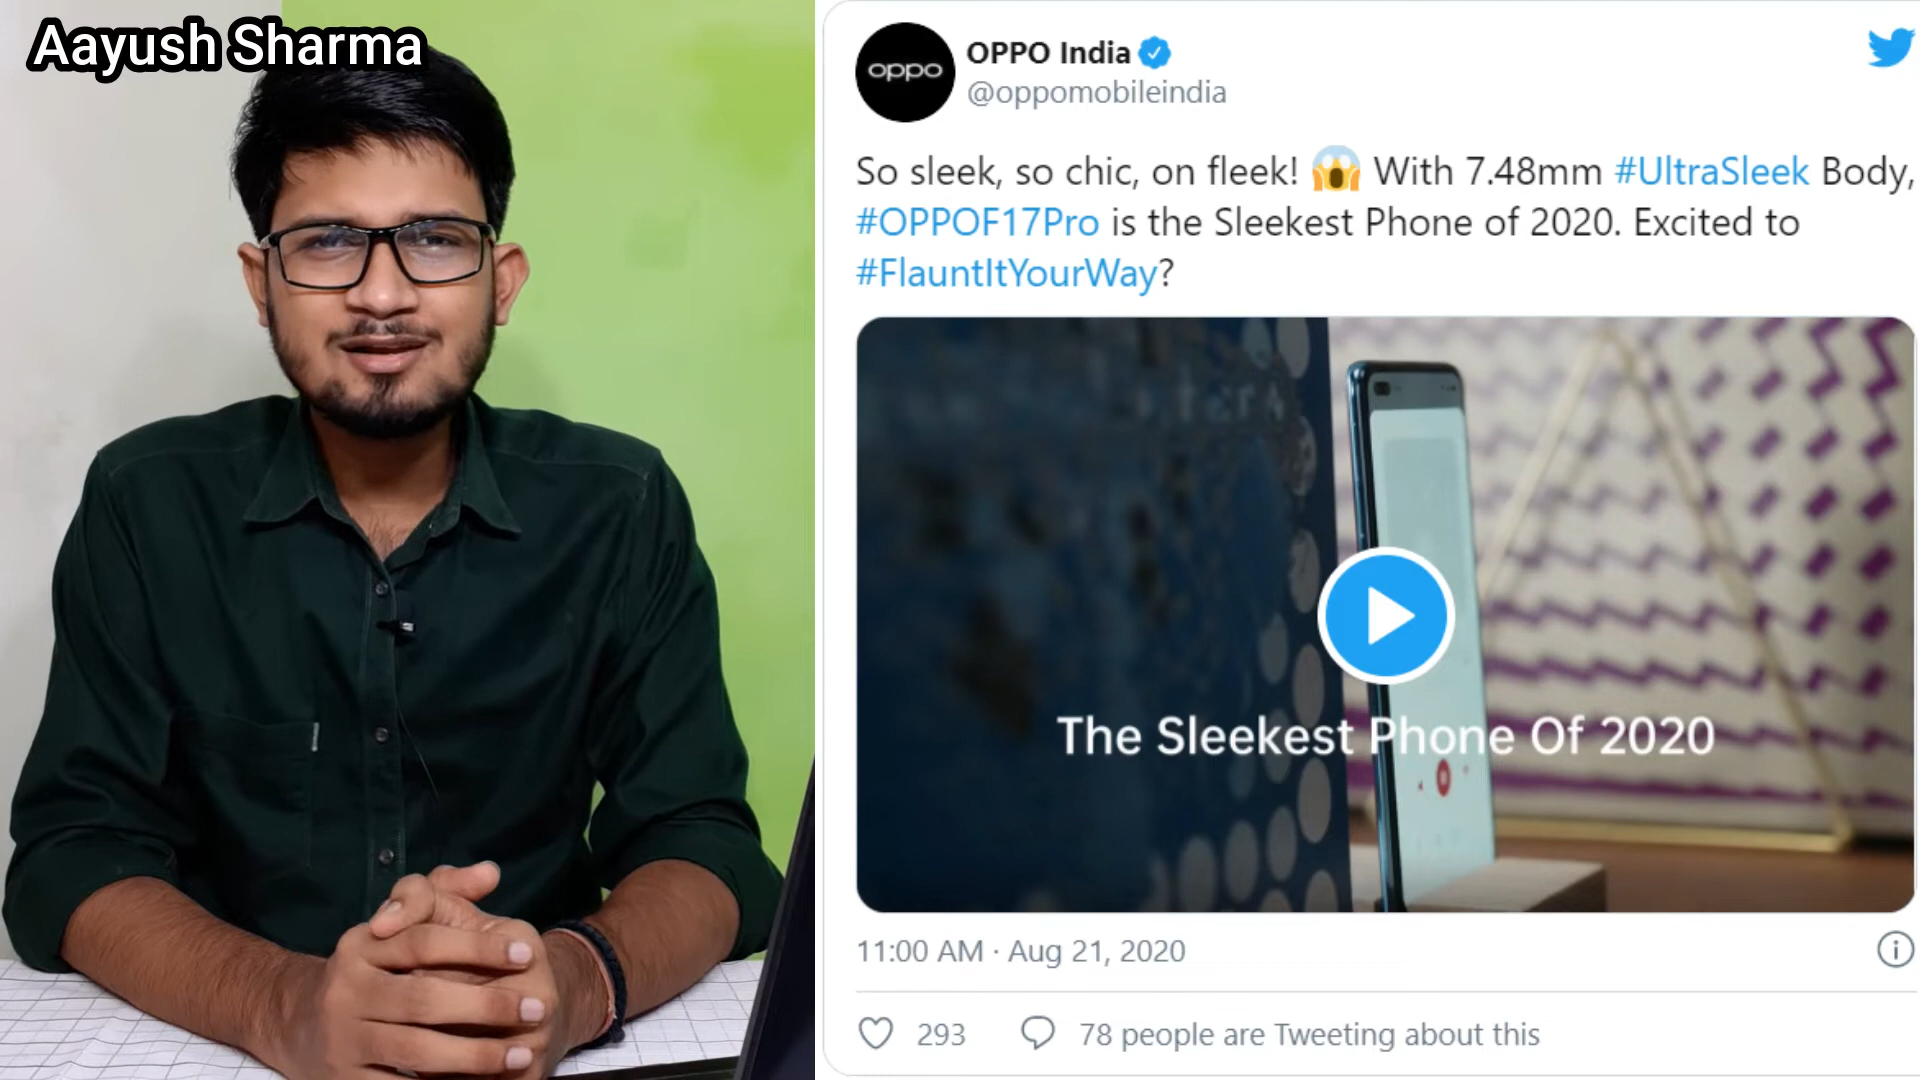 Aayush Sharma
oppo
OPPO India
@oppomobileindia
So sleek, so chic, on fleek! 😱 With 7.48mm #UltraSleek Body,
#OPPOF17Pro is the Sleekest Phone of 2020. Excited to
#FlauntItYourWay?
The Sleekest Phone Of 2020
11:00 AM · Aug 21, 2020
293
78 people are Tweeting about this